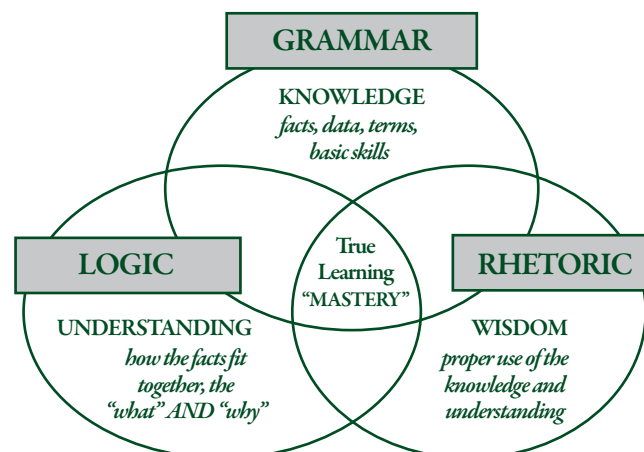 GRAMMAR
KNOWLEDGE
facts, data, terms,
basic skills
True
Learning
“MASTERY”
LOGIC
UNDERSTANDING
how the facts fit
together, the
“what” AND “why”
RHETORIC
WISDOM
proper use of the
knowledge and
understanding